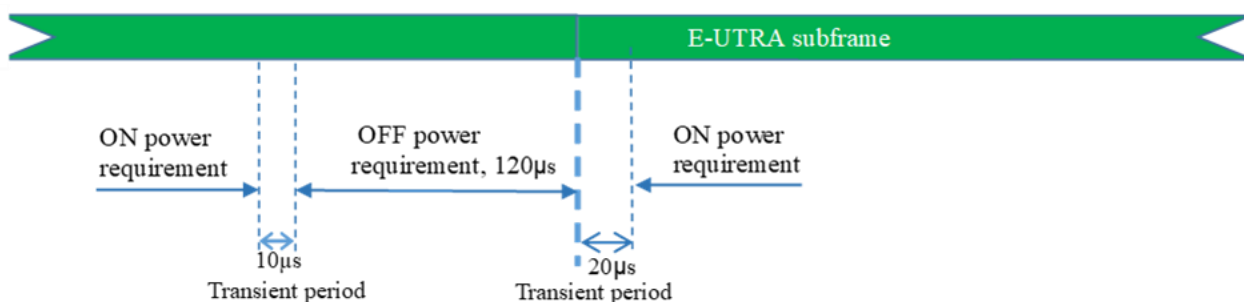 E-UTRA subframe
ON power
requirement
OFF power
requirement, 120μs
ON power
requirement
10μs
Transient period
20μs
Transient period